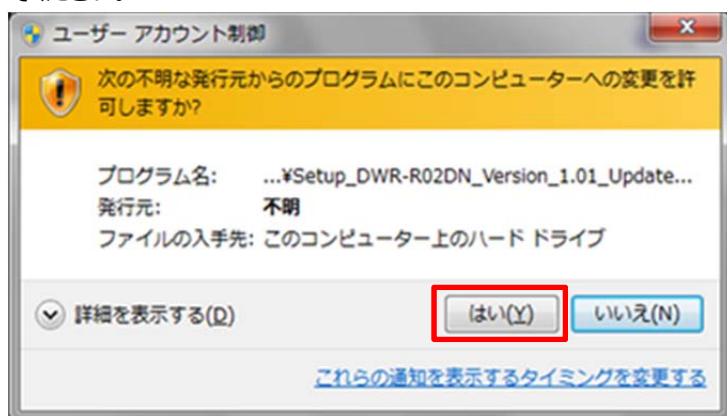 ユーザー アカウント制御
次の不明な発行元からのプログラムにこのコンピューターへの変更を許
可しますか?
プログラム名: ...¥Setup_DWR-R02DN_Version_1.01_Update...
発行元: 不明
ファイルの入手先: このコンピューター上のハード ドライブ
詳細を表示する(D)
はい(Y) いいえ(N)
これらの通知を表示するタイミングを変更する